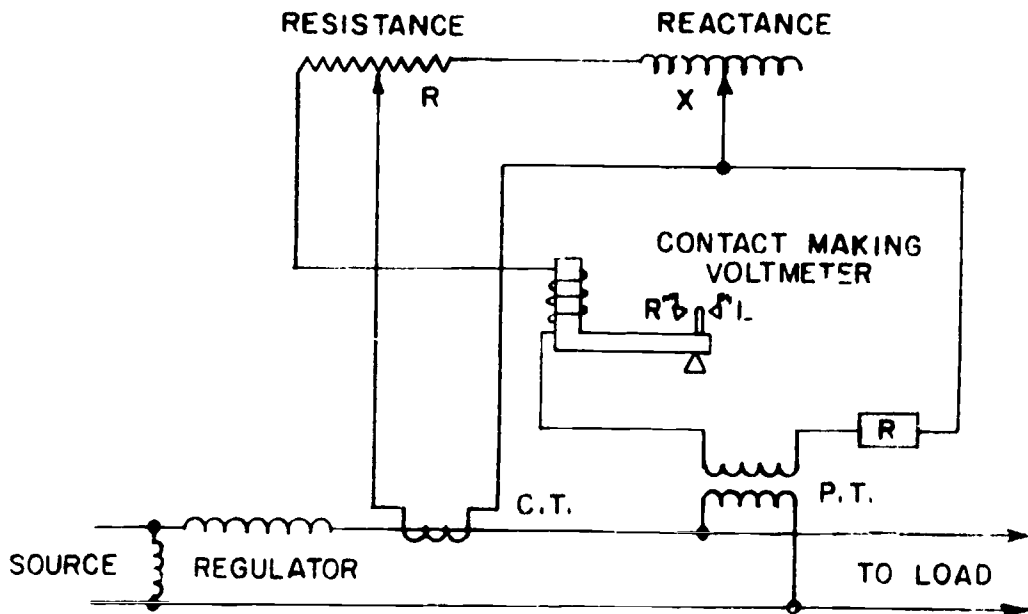 RESISTANCE
REACTANCE
R
X
CONTACT MAKING
VOLTMETER
R
L
R
C.T.
P.T.
SOURCE
REGULATOR
TO LOAD